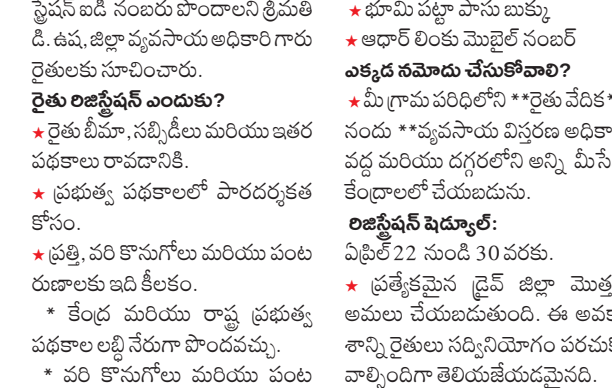 స్ట్రేషన్ ఐడి నంబరు పొందాలని శ్రీమతి
డి. ఉష, జిల్లా వ్యవసాయ అధికారి గారు
రైతులకు సూచించారు.
రైతు రిజిస్ట్రేషన్ ఎందుకు?
★రైతు బీమా, సబ్సిడీలు మరియు ఇతర
పథకాలు రావడానికి.
★ ప్రభుత్వ పథకాలలో పారదర్శకత
కోసం.
★ప్రత్తి, వరి కొనుగోలు మరియు పంట
రుణాలకు ఇది కీలకం.
* కేంద్ర మరియు రాష్ట్ర ప్రభుత్వ
పథకాల లబ్ధి నేరుగా పొందవచ్చు.
* వరి కొనుగోలు మరియు పంట
★భూమి పట్టా పాసు బుక్కు
★ఆధార్ లింకు మొబైల్ నంబర్
ఎక్కడ నమోదు చేసుకోవాలి?
★మీ గ్రామ పరిధిలోని **రైతు వేదిక*
నందు **వ్యవసాయ విస్తరణ అధికా
వద్ద మరియు దగ్గరలోని అన్ని మీసే
కేంద్రాలలో చేయబడును.
రిజిస్ట్రేషన్ షెడ్యూల్:
ఏప్రిల్ 22 నుండి 30 వరకు.
★ ప్రత్యేకమైన డ్రైవ్ జిల్లా మొత్త
అమలు చేయబడుతుంది. ఈ అవక
శాన్ని రైతులు సద్వినియోగం పరచుక
వాల్సిందిగా తెలియజేయడమైనది.